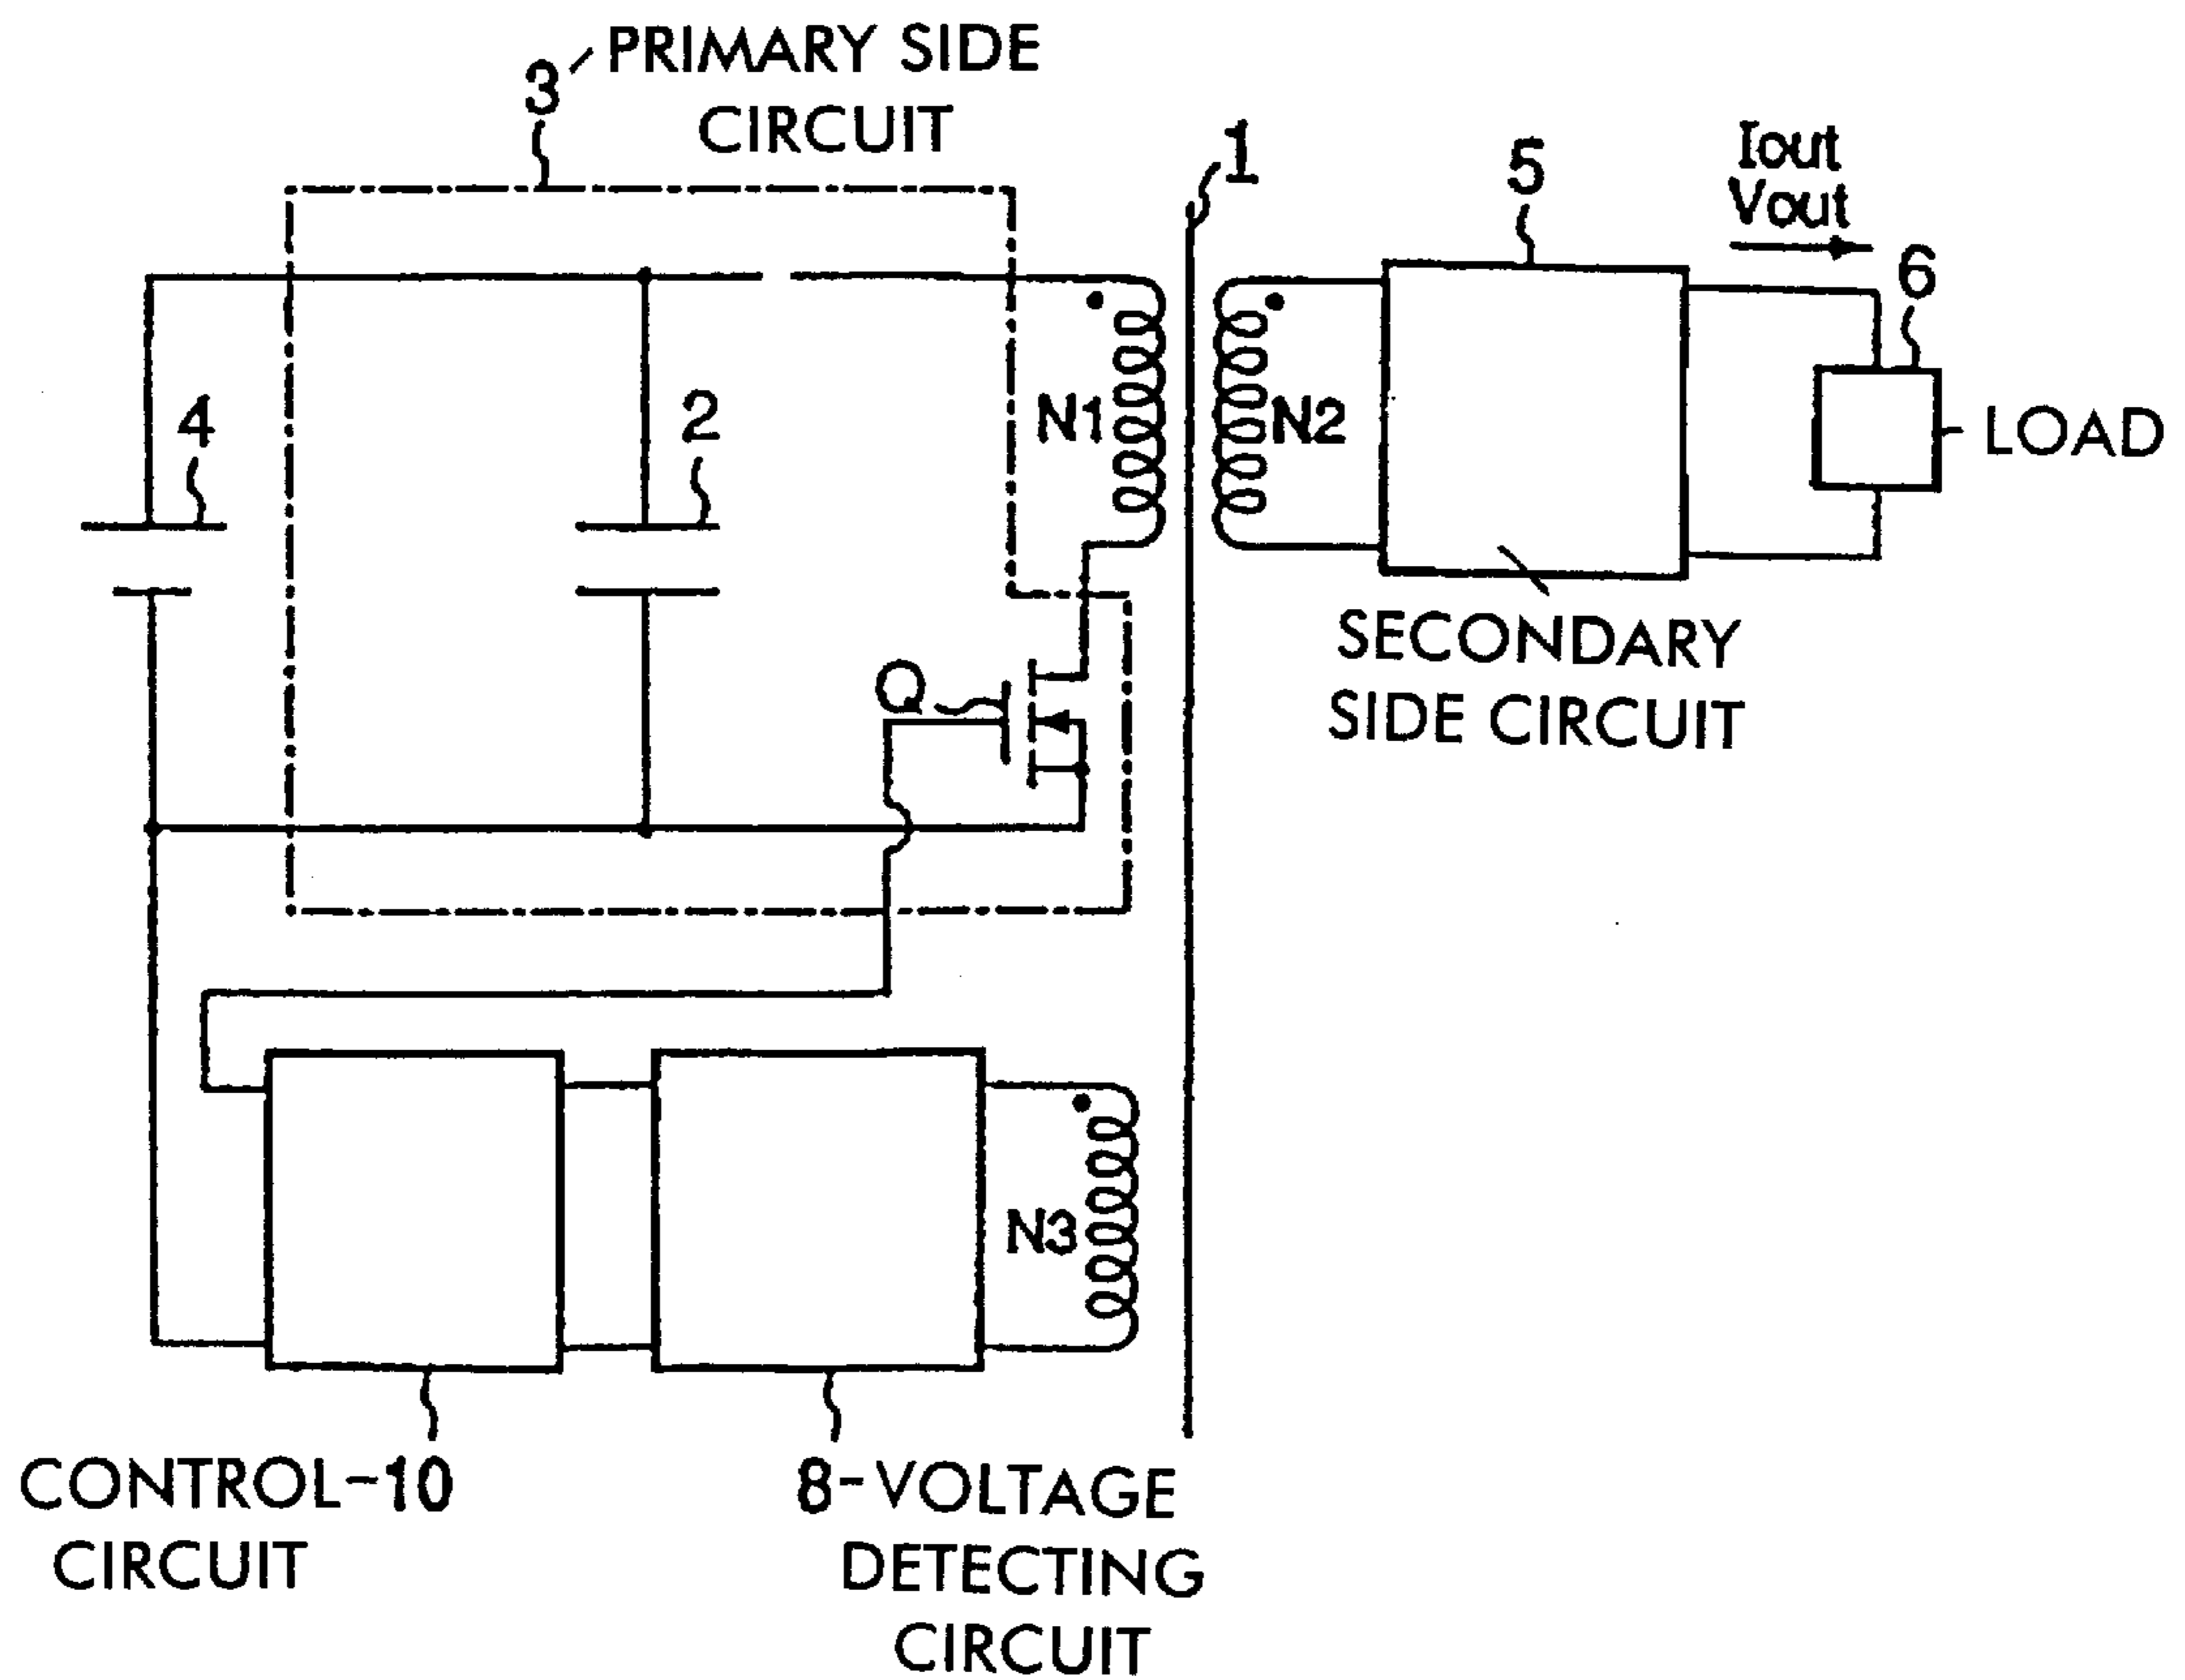 3 PRIMARY SIDE
CIRCUIT
1
5
Iout
Vout
6
4
2
N1
N2
LOAD
Q
SECONDARY
SIDE CIRCUIT
N3
CONTROL-10
CIRCUIT
8-VOLTAGE
DETECTING
CIRCUIT